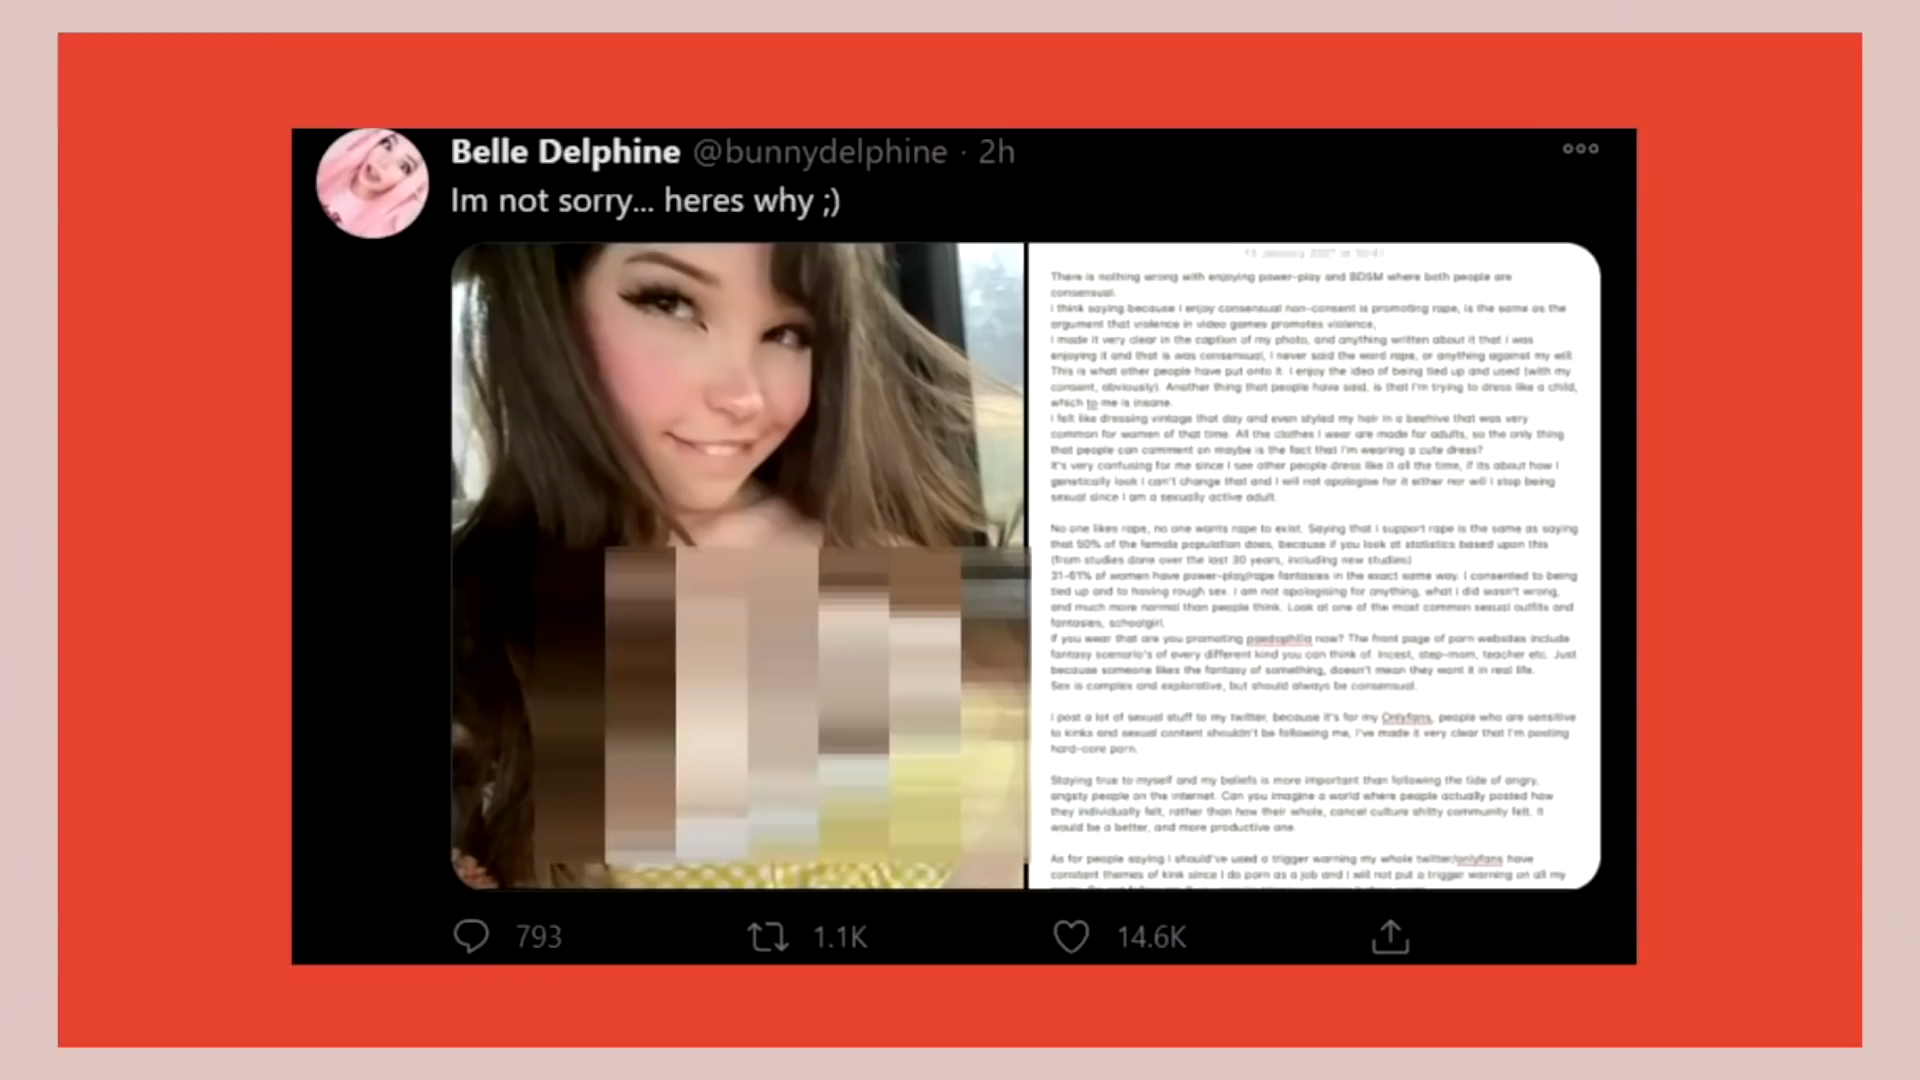 Belle Delphine @bunnydelphine · 2h
Im not sorry... heres why ;)
There is nothing wrong with enjoying power-play and BDSM where both people are
consensual.
I think saying because I enjoy consensual non-consent is promoting rape, is the same as the
argument that violence in video games promotes violence,
I made it very clear in the caption of my photo, and anything written about it that I was
enjoying it and that is was consensual, I never said the word rape, or anything against my will.
This is what other people have put onto it. I enjoy the idea of being tied up and used (with my
consent, obviously). Another thing that people have said, is that I'm trying to dress like a child,
which to me is insane.
I felt like dressing vintage that day and even styled my hair in a beehive that was very
common for women of that time. All the clothes I wear are made for adults, so the only thing
that people can comment on maybe is the fact that I'm wearing a cute dress?
It's very confusing for me since I see other people dress like it all the time, if its about how I
genetically look I can't change that and I will not apologise for it either nor will I stop being
sexual since I am a sexually active adult.
No one likes rape, no one wants rape to exist. Saying that I support rape is the same as saying
that 50% of the female population does, because if you look at statistics based upon this
(from studies done over the last 30 years, including new studies)
31-61% of women have power-play/rape fantasies in the exact same way. I consented to being
tied up and to having rough sex. I am not apologising for anything, what I did wasn't wrong,
and much more normal than people think. Look at one of the most common sexual outfits and
fantasies, schoolgirl.
If you wear that are you promoting paedophilia now? The front page of porn websites include
fantasy scenario's of every different kind you can think of. Incest, step-mom, teacher etc. Just
because someone likes the fantasy of something, doesn't mean they want it in real life.
Sex is complex and explorative, but should always be consensual.
I post a lot of sexual stuff to my twitter, because it's for my Onlyfans, people who are sensitive
to kinks and sexual content shouldn't be following me, I've made it very clear that I'm posting
hard-core porn.
Staying true to myself and my beliefs is more important than following the tide of angry,
angsty people on the internet. Can you imagine a world where people actually posted how
they individually felt, rather than how their whole, cancel culture shitty community felt. It
would be a better, and more productive one.
As for people saying I should've used a trigger warning my whole twitter/onlyfans have
constant themes of kink since I do porn as a job and I will not put a trigger warning on all my
793 1.1K 14.6K